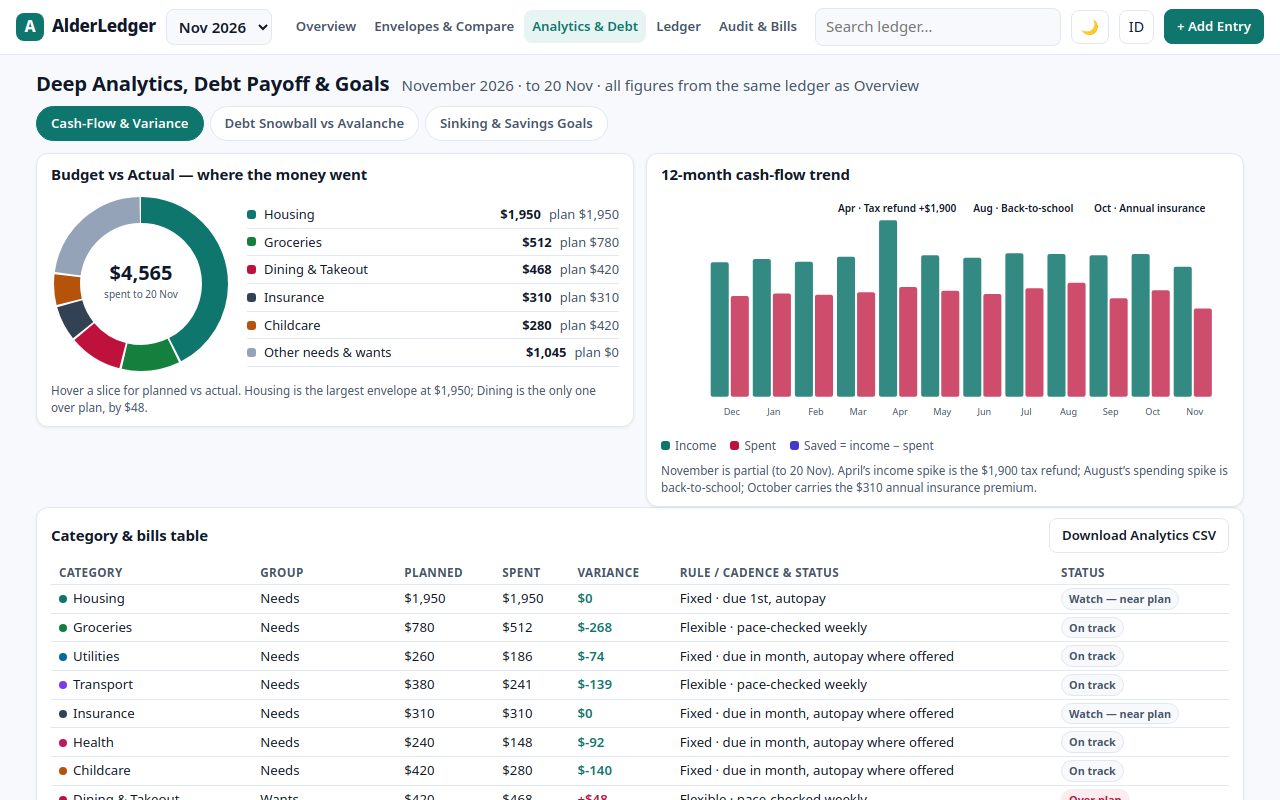 A AlderLedger Nov 2026 Overview Envelopes & Compare Analytics & Debt Ledger Audit & Bills Search ledger... 🌙 ID + Add Entry
Deep Analytics, Debt Payoff & Goals November 2026 · to 20 Nov · all figures from the same ledger as Overview
Cash-Flow & Variance Debt Snowball vs Avalanche Sinking & Savings Goals
Budget vs Actual — where the money went
$4,565
spent to 20 Nov
Housing $1,950 plan $1,950
Groceries $512 plan $780
Dining & Takeout $468 plan $420
Insurance $310 plan $310
Childcare $280 plan $420
Other needs & wants $1,045 plan $0
Hover a slice for planned vs actual. Housing is the largest envelope at $1,950; Dining is the only one
over plan, by $48.
12-month cash-flow trend
Apr · Tax refund +$1,900 Aug · Back-to-school Oct · Annual insurance
Dec Jan Feb Mar Apr May Jun Jul Aug Sep Oct Nov
Income Spent Saved = income − spent
November is partial (to 20 Nov). April's income spike is the $1,900 tax refund; August's spending spike is
back-to-school; October carries the $310 annual insurance premium.
Category & bills table Download Analytics CSV
CATEGORY GROUP PLANNED SPENT VARIANCE RULE / CADENCE & STATUS STATUS
Housing Needs $1,950 $1,950 $0 Fixed · due 1st, autopay Watch — near plan
Groceries Needs $780 $512 $-268 Flexible · pace-checked weekly On track
Utilities Needs $260 $186 $-74 Fixed · due in month, autopay where offered On track
Transport Needs $380 $241 $-139 Flexible · pace-checked weekly On track
Insurance Needs $310 $310 $0 Fixed · due in month, autopay where offered Watch — near plan
Health Needs $240 $148 $-92 Fixed · due in month, autopay where offered On track
Childcare Needs $420 $280 $-140 Fixed · due in month, autopay where offered On track
Dining & Takeout Wants $420 $468 +$48 Flexible · pace-checked weekly Over plan